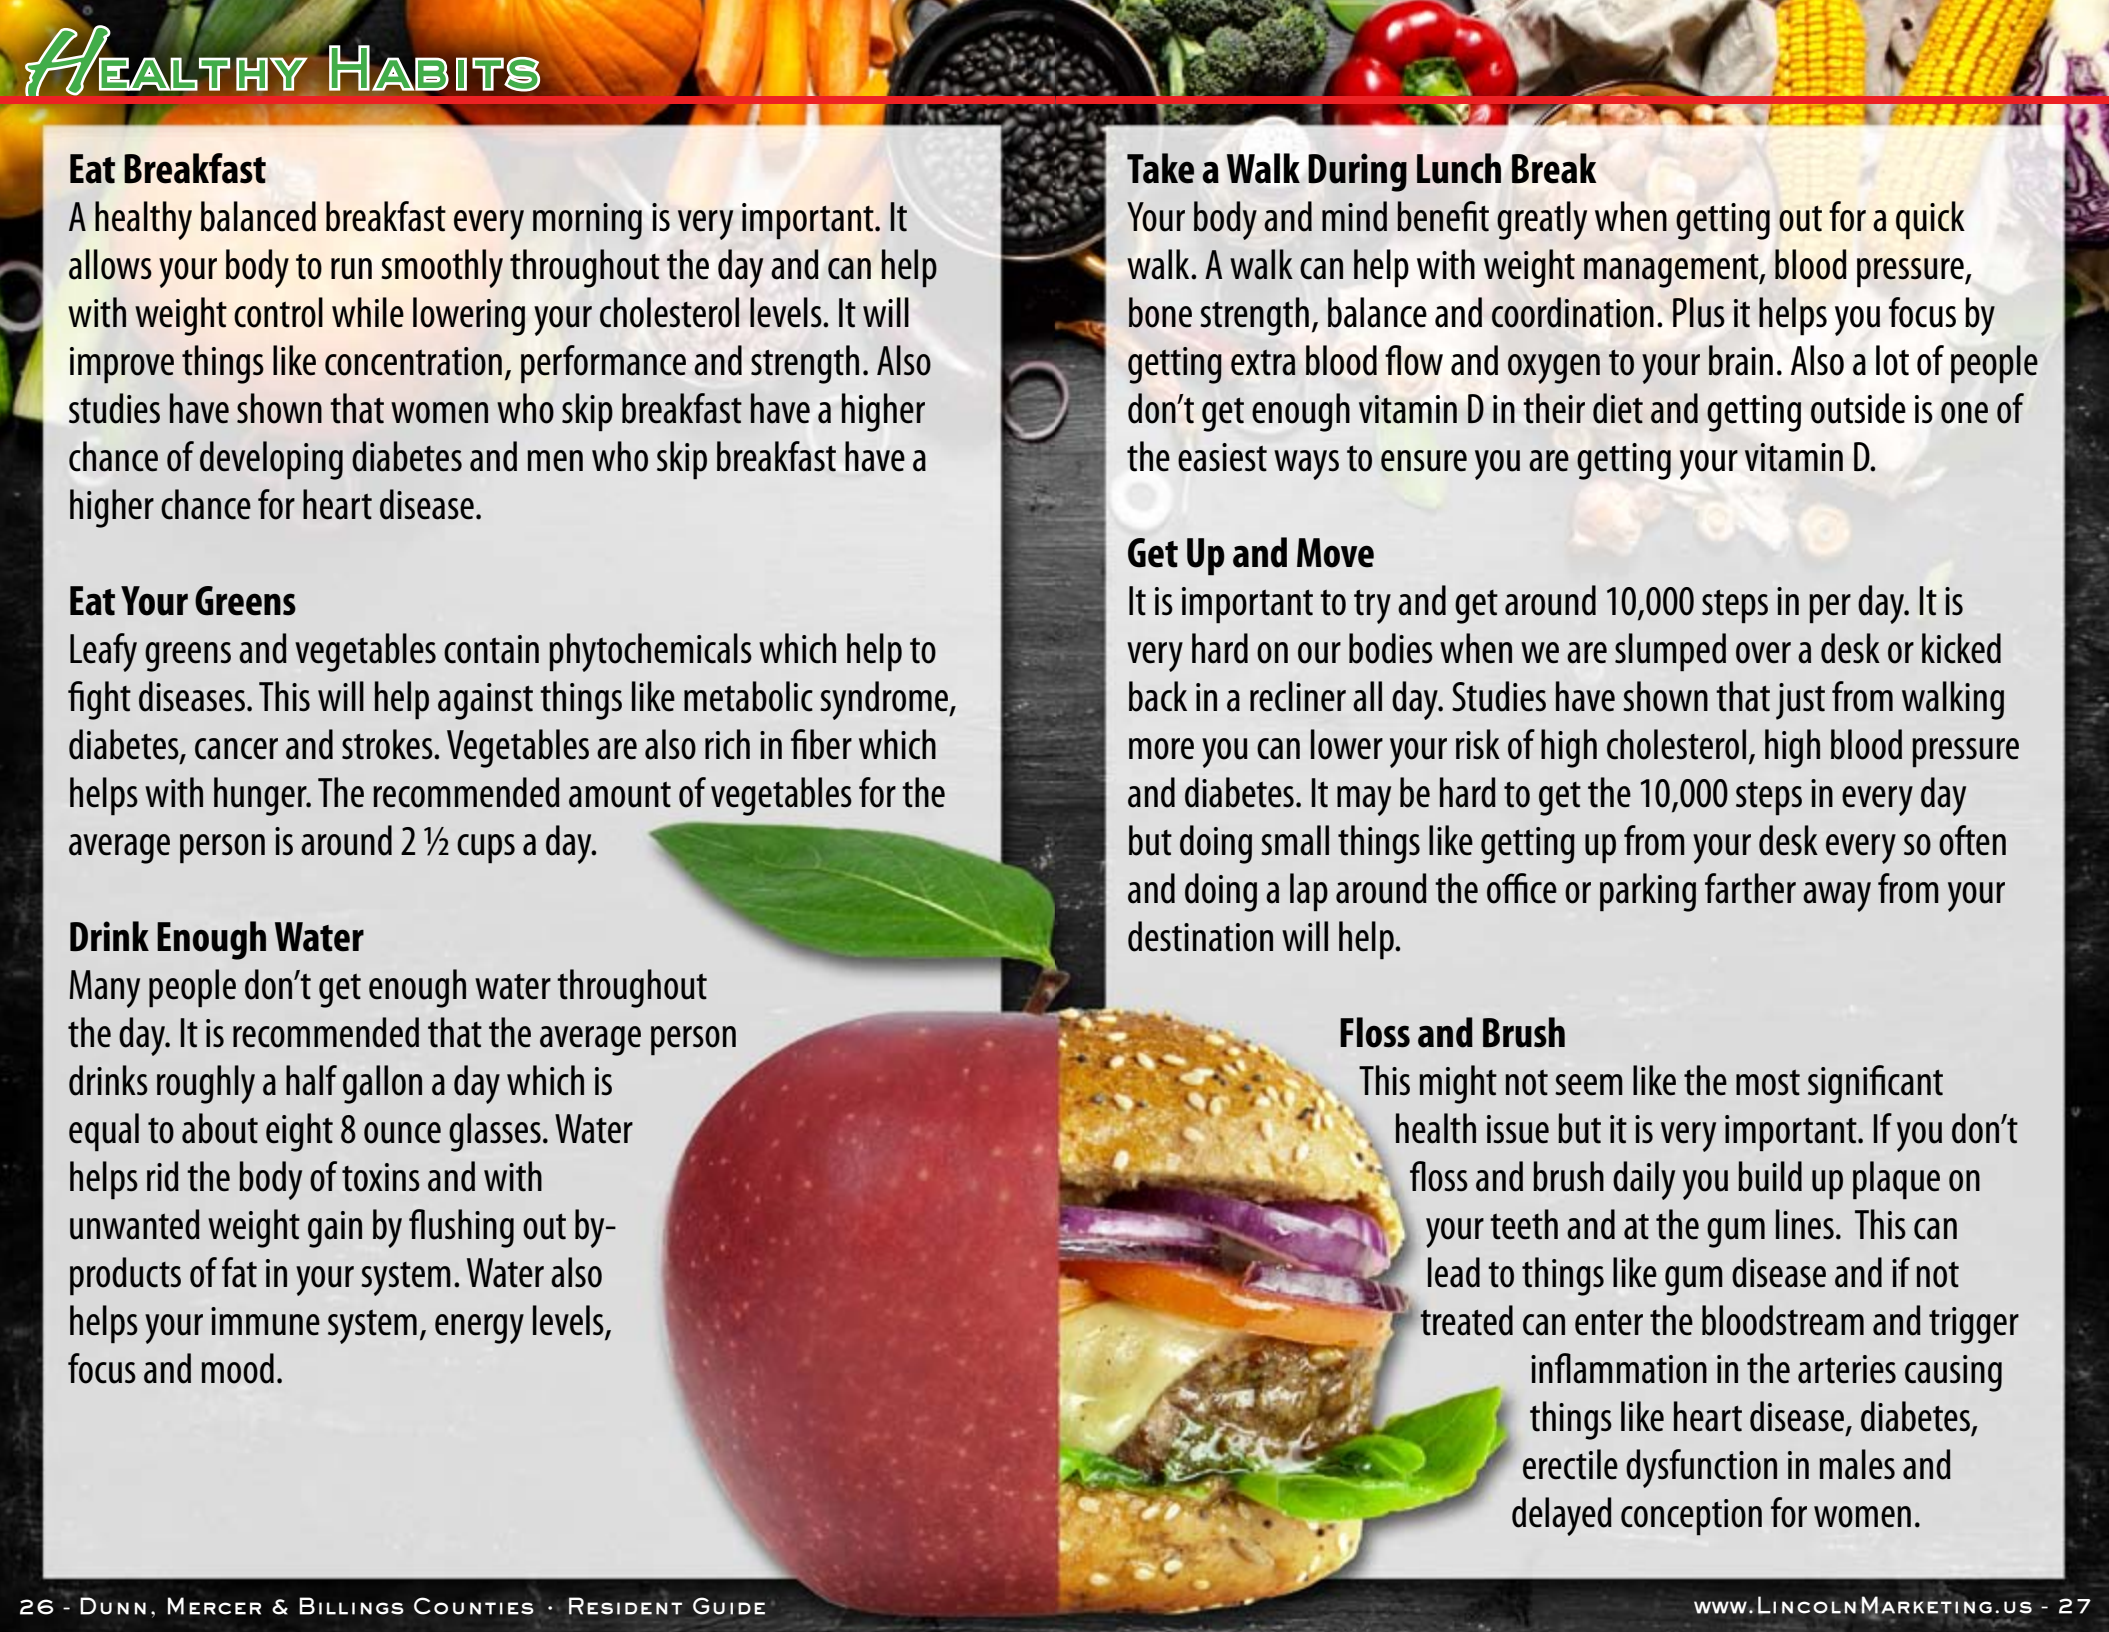 Healthy Habits
Eat Breakfast
A healthy balanced breakfast every morning is very important. It
allows your body to run smoothly throughout the day and can help
with weight control while lowering your cholesterol levels. It will
improve things like concentration, performance and strength. Also
studies have shown that women who skip breakfast have a higher
chance of developing diabetes and men who skip breakfast have a
higher chance for heart disease.
Eat Your Greens
Leafy greens and vegetables contain phytochemicals which help to
fight diseases. This will help against things like metabolic syndrome,
diabetes, cancer and strokes. Vegetables are also rich in fiber which
helps with hunger. The recommended amount of vegetables for the
average person is around 2 ½ cups a day.
Drink Enough Water
Many people don't get enough water throughout
the day. It is recommended that the average person
drinks roughly a half gallon a day which is
equal to about eight 8 ounce glasses. Water
helps rid the body of toxins and with
unwanted weight gain by flushing out by-
products of fat in your system. Water also
helps your immune system, energy levels,
focus and mood.
Take a Walk During Lunch Break
Your body and mind benefit greatly when getting out for a quick
walk. A walk can help with weight management, blood pressure,
bone strength, balance and coordination. Plus it helps you focus by
getting extra blood flow and oxygen to your brain. Also a lot of people
don't get enough vitamin D in their diet and getting outside is one of
the easiest ways to ensure you are getting your vitamin D.
Get Up and Move
It is important to try and get around 10,000 steps in per day. It is
very hard on our bodies when we are slumped over a desk or kicked
back in a recliner all day. Studies have shown that just from walking
more you can lower your risk of high cholesterol, high blood pressure
and diabetes. It may be hard to get the 10,000 steps in every day
but doing small things like getting up from your desk every so often
and doing a lap around the office or parking farther away from your
destination will help.
Floss and Brush
This might not seem like the most significant
health issue but it is very important. If you don't
floss and brush daily you build up plaque on
your teeth and at the gum lines. This can
lead to things like gum disease and if not
treated can enter the bloodstream and trigger
inflammation in the arteries causing
things like heart disease, diabetes,
erectile dysfunction in males and
delayed conception for women.
26 - Dunn, Mercer & Billings Counties · Resident Guide
www.LincolnMarketing.us - 27